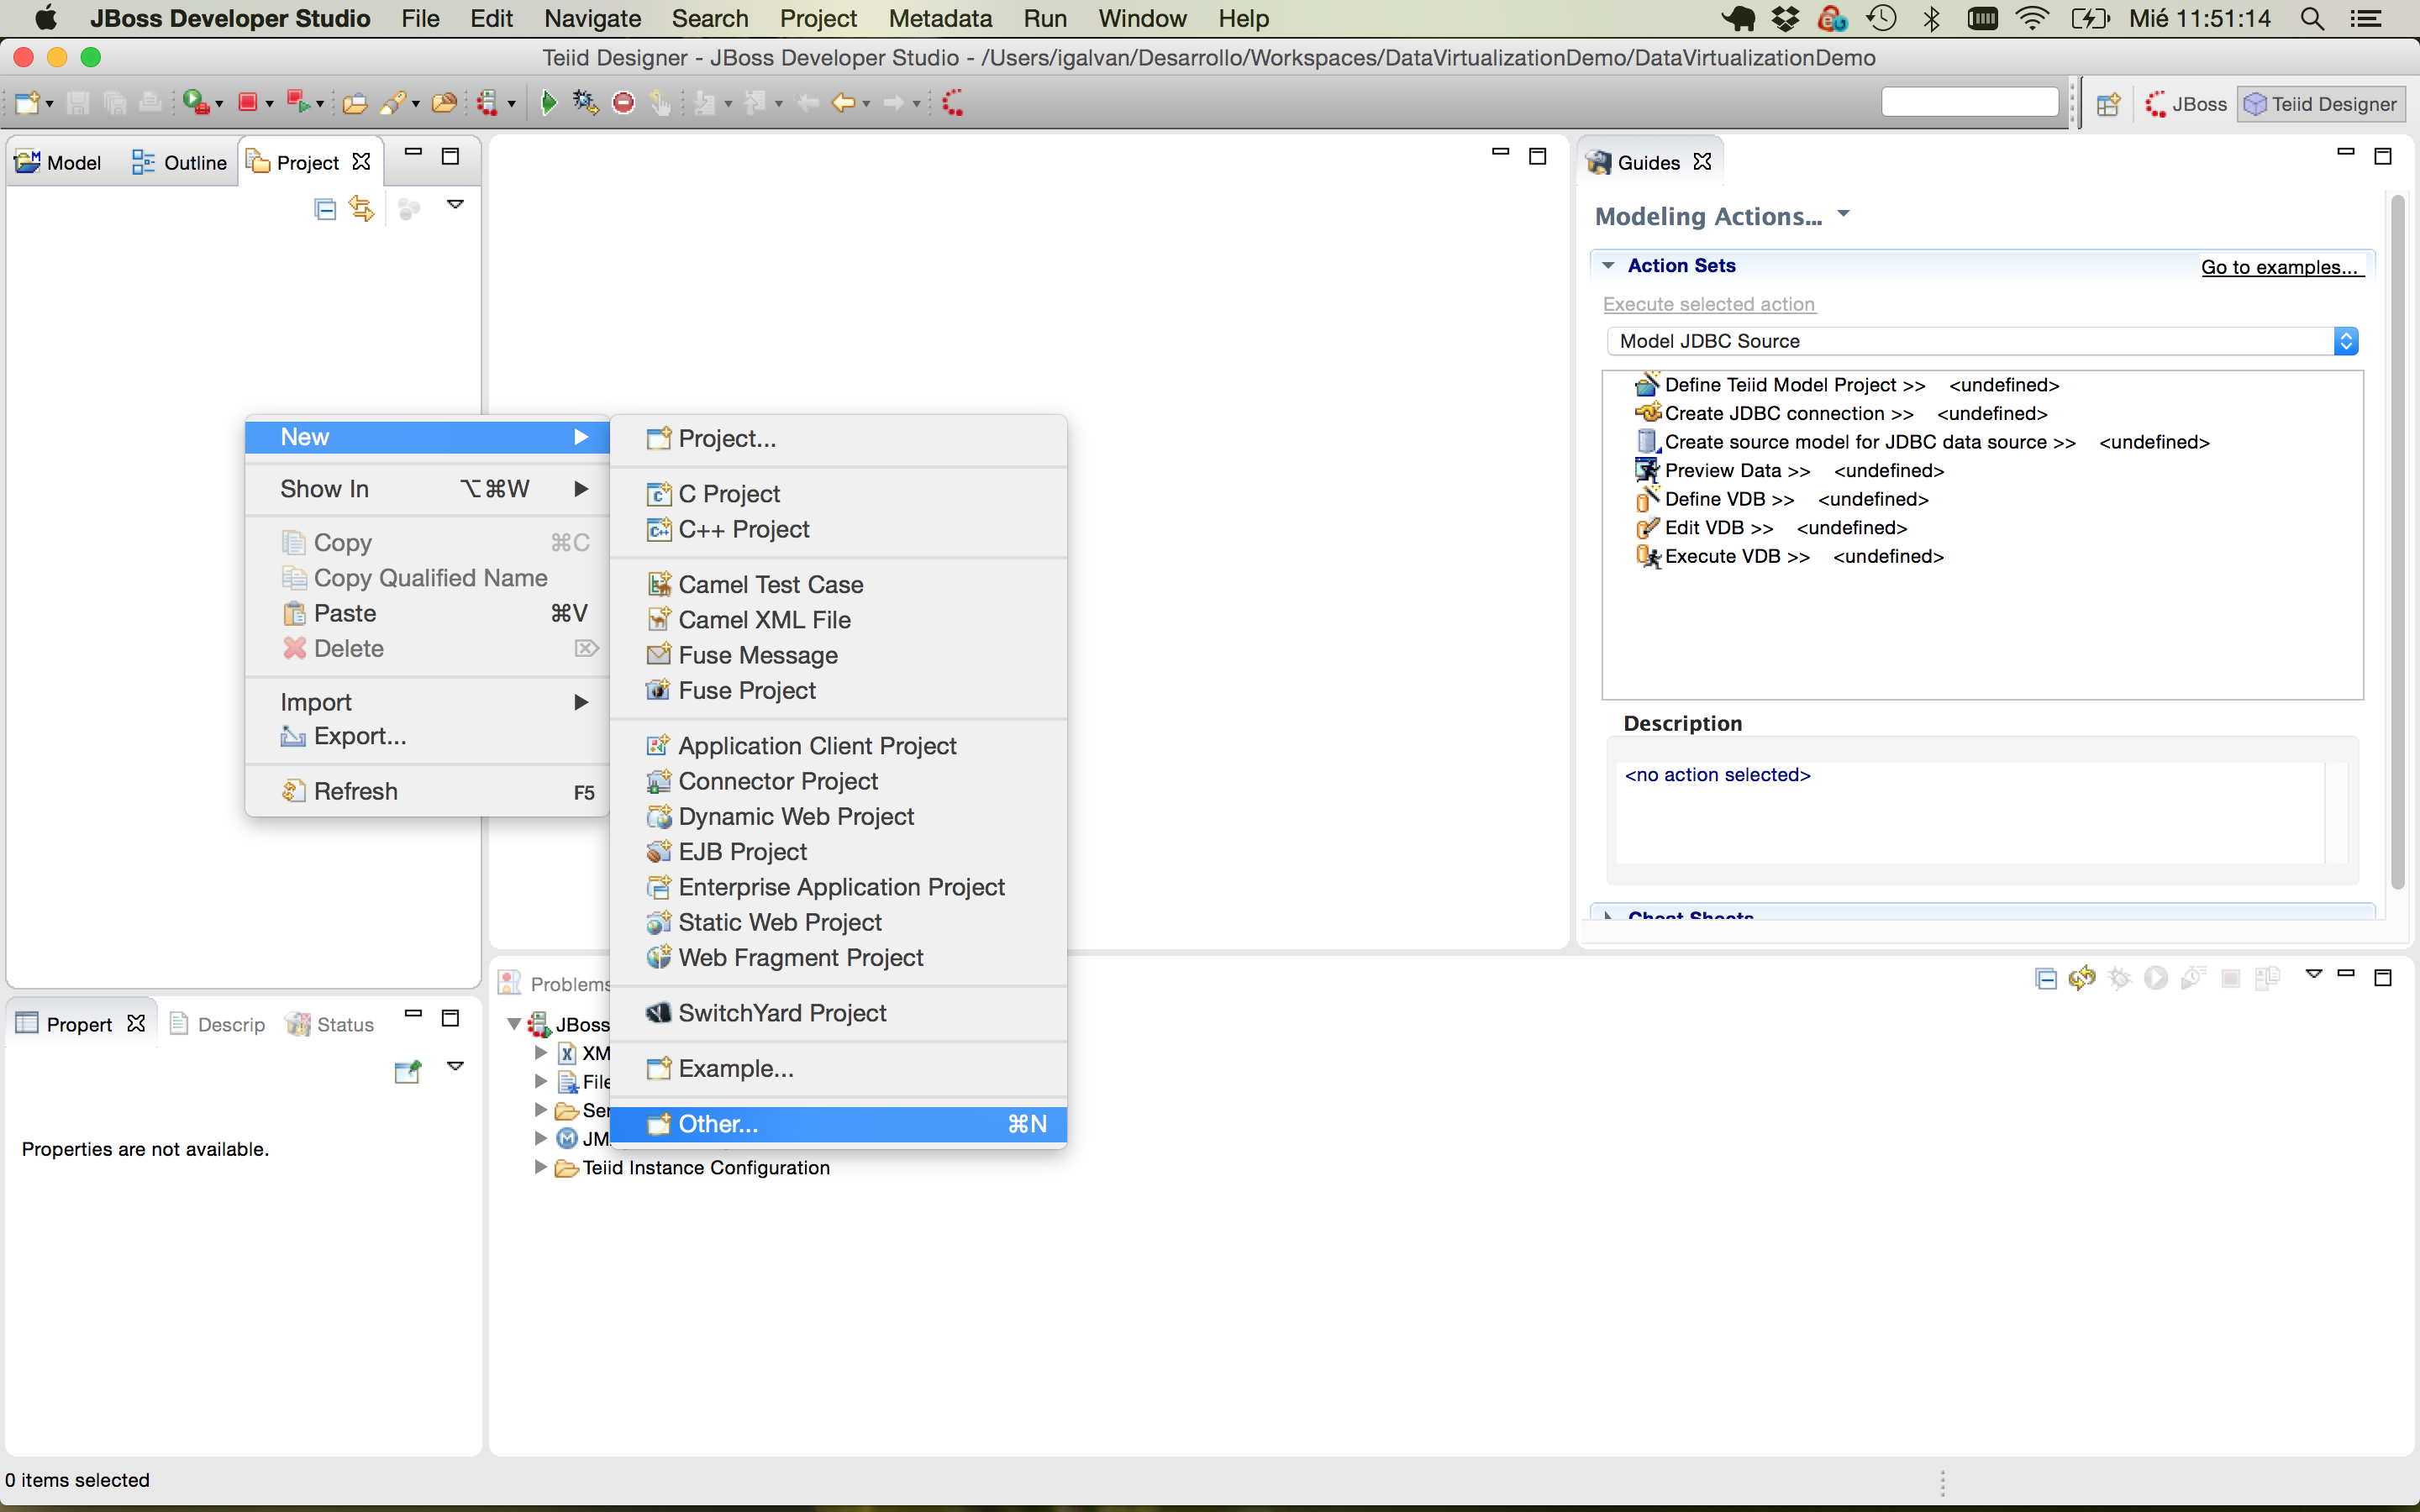 JBoss Developer Studio File Edit Navigate Search Project Metadata Run Window Help Mié 11:51:14
Teiid Designer - JBoss Developer Studio - /Users/igalvan/Desarrollo/Workspaces/DataVirtualizationDemo/DataVirtualizationDemo
JBoss Teiid Designer
Model Outline Project
Guides
Modeling Actions...
Action Sets Go to examples...
Execute selected action
Model JDBC Source
Define Teiid Model Project >> <undefined>
Create JDBC connection >> <undefined>
Create source model for JDBC data source >> <undefined>
Preview Data >> <undefined>
Define VDB >> <undefined>
Edit VDB >> <undefined>
Execute VDB >> <undefined>
Description
<no action selected>
Cheat Sheets
New
Show In ⌥⌘W
Copy ⌘C
Copy Qualified Name
Paste ⌘V
Delete
Import
Export...
Refresh F5
Project...
C Project
C++ Project
Camel Test Case
Camel XML File
Fuse Message
Fuse Project
Application Client Project
Connector Project
Dynamic Web Project
EJB Project
Enterprise Application Project
Static Web Project
Web Fragment Project
SwitchYard Project
Example...
Other... ⌘N
Propert Descrip Status
Properties are not available.
Problems
JBoss
XM
File
Ser
JM
Teiid Instance Configuration
0 items selected